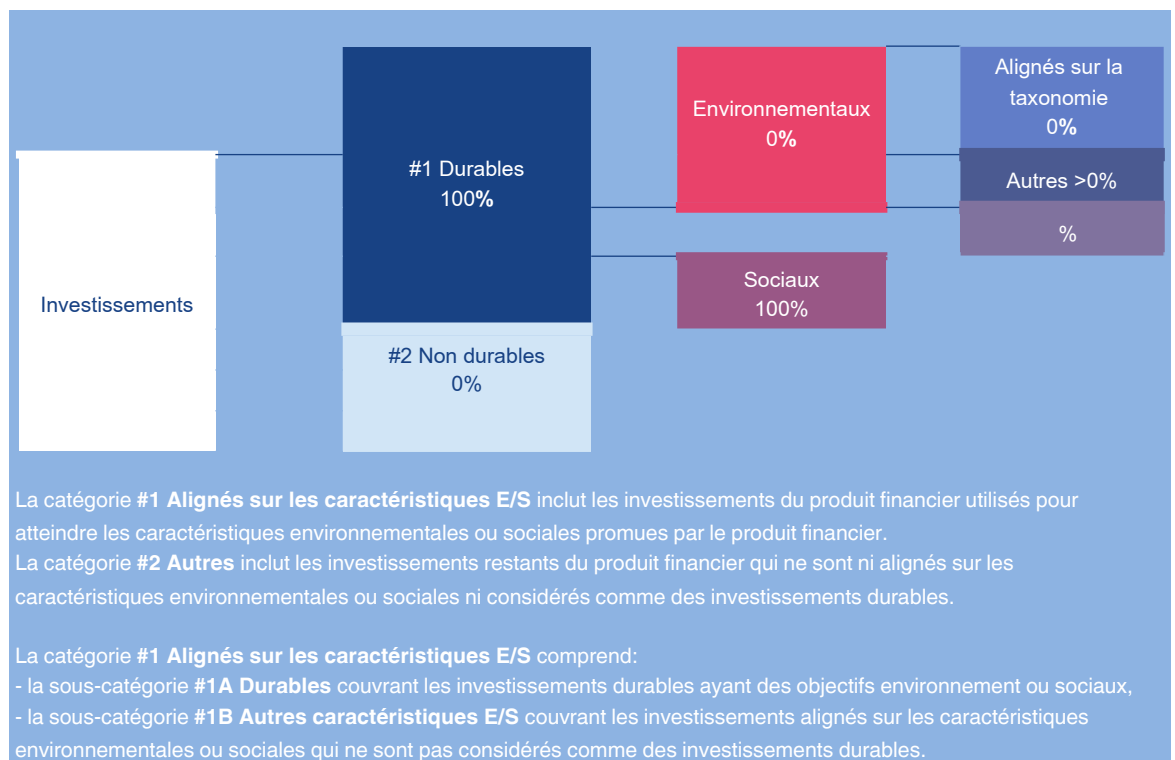 Investissements
#1 Durables
100%
#2 Non durables
0%
Environnementaux
0%
Sociaux
100%
Alignés sur la
taxonomie
0%
Autres >0%
%
La catégorie #1 Alignés sur les caractéristiques E/S inclut les investissements du produit financier utilisés pour
atteindre les caractéristiques environnementales ou sociales promues par le produit financier.
La catégorie #2 Autres inclut les investissements restants du produit financier qui ne sont ni alignés sur les
caractéristiques environnementales ou sociales ni considérés comme des investissements durables.
La catégorie #1 Alignés sur les caractéristiques E/S comprend:
- la sous-catégorie #1A Durables couvrant les investissements durables ayant des objectifs environnement ou sociaux,
- la sous-catégorie #1B Autres caractéristiques E/S couvrant les investissements alignés sur les caractéristiques
environnementales ou sociales qui ne sont pas considérés comme des investissements durables.